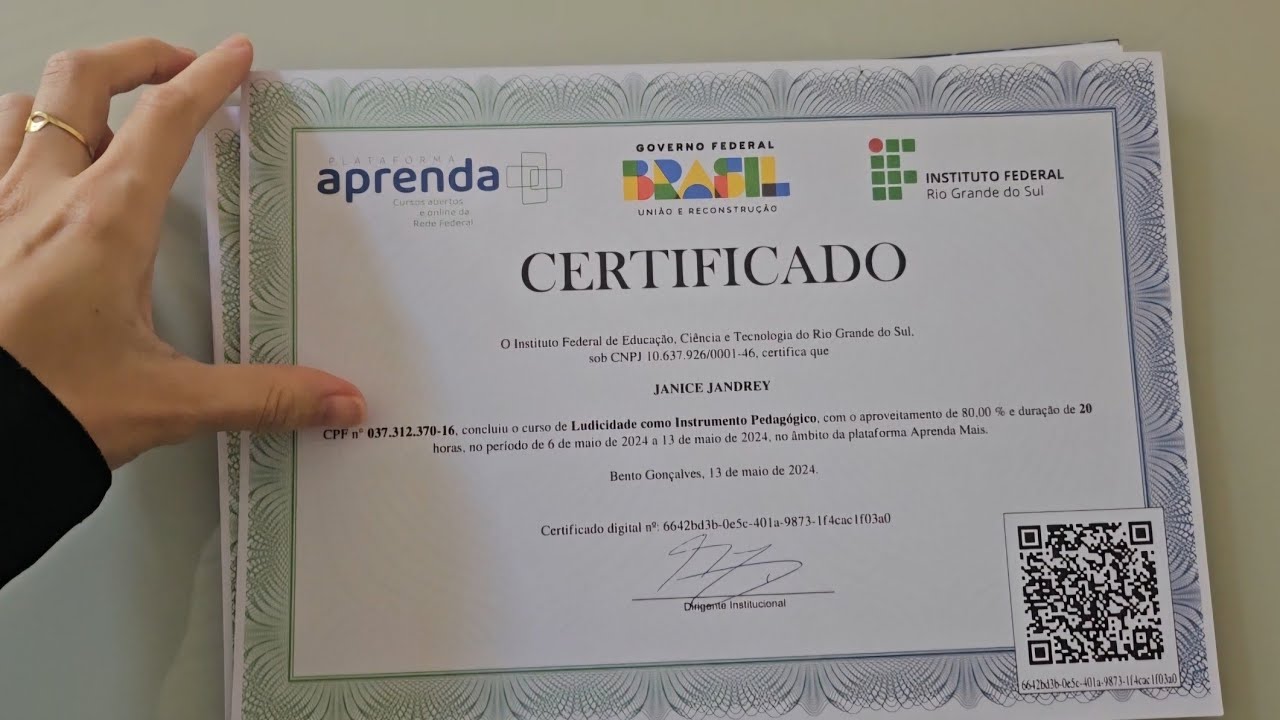 PLATAFORMA
aprenda
Cursos abertos
e online da
Rede Federal
GOVERNO FEDERAL
BRASIL
UNIÃO E RECONSTRUÇÃO
INSTITUTO FEDERAL
Rio Grande do Sul
CERTIFICADO
O Instituto Federal de Educação, Ciência e Tecnologia do Rio Grande do Sul,
sob CNPJ 10.637.926/0001-46, certifica que
JANICE JANDREY
CPF n° 037.312.370-16, concluiu o curso de Ludicidade como Instrumento Pedagógico, com o aproveitamento de 80,00 % e duração de 20
horas, no período de 6 de maio de 2024 a 13 de maio de 2024, no âmbito da plataforma Aprenda Mais.
Bento Gonçalves, 13 de maio de 2024.
Certificado digital nº: 6642bd3b-0e5c-401a-9873-1f4cac1f03a0
Dirigente Institucional
6642bd3b-0e5c-401a-9873-1f4cac1f03a0